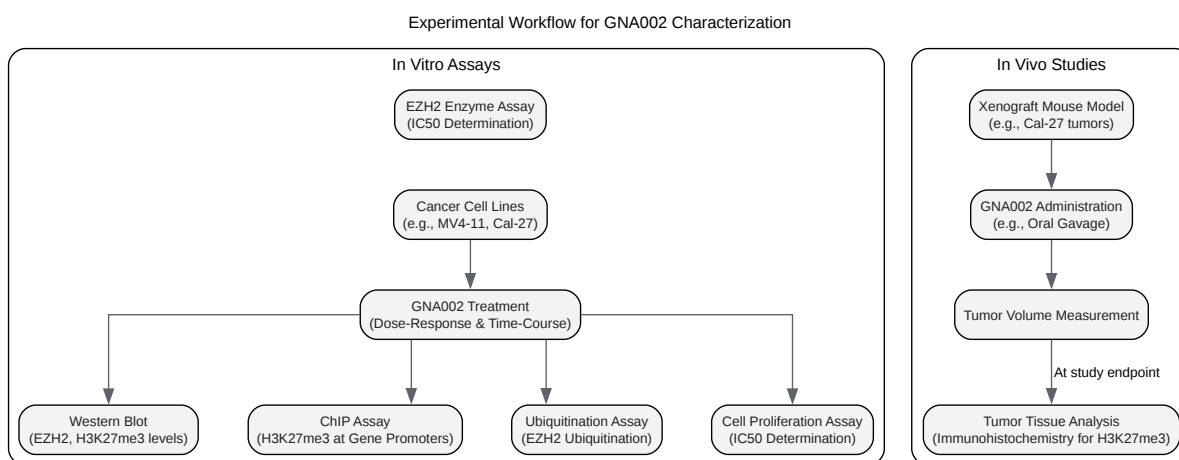 Experimental Workflow for GNA002 Characterization
In Vitro Assays
EZH2 Enzyme Assay
(IC50 Determination)
Cancer Cell Lines
(e.g., MV4-11, Cal-27)
GNA002 Treatment
(Dose-Response & Time-Course)
Western Blot
(EZH2, H3K27me3 levels)
ChIP Assay
(H3K27me3 at Gene Promoters)
Ubiquitination Assay
(EZH2 Ubiquitination)
Cell Proliferation Assay
(IC50 Determination)
In Vivo Studies
Xenograft Mouse Model
(e.g., Cal-27 tumors)
GNA002 Administration
(e.g., Oral Gavage)
Tumor Volume Measurement
At study endpoint
Tumor Tissue Analysis
(Immunohistochemistry for H3K27me3)